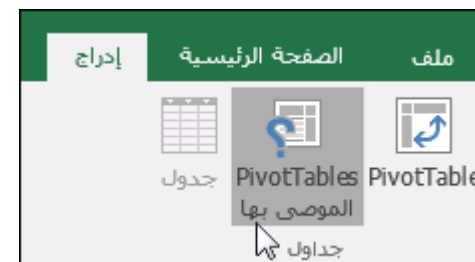 ملف الصفحة الرئيسية إدراج
PivotTable PivotTables جدول
الموصى بها
جداول